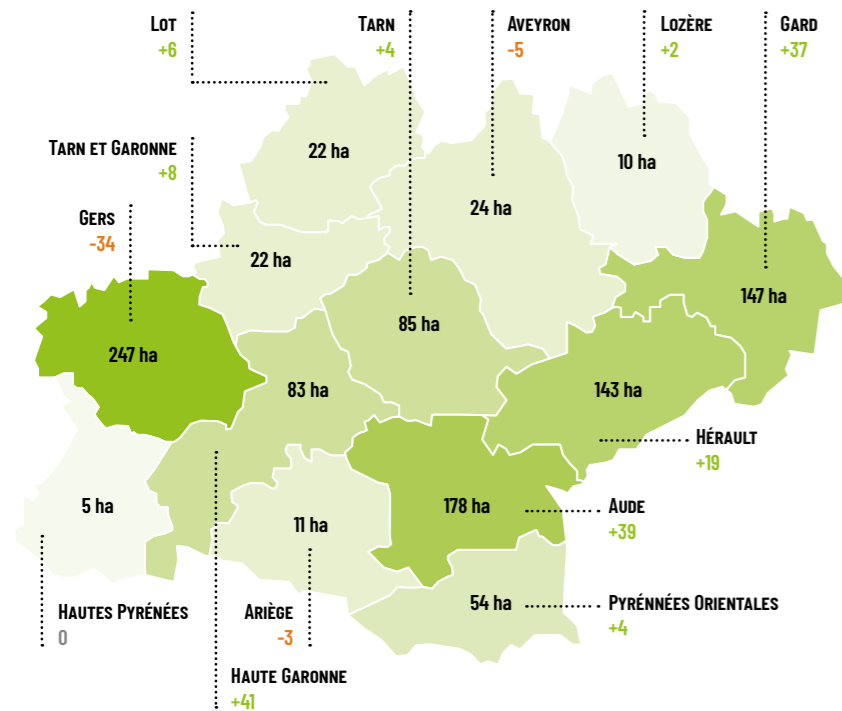 LOT
+6
TARN
+4
AVEYRON
-5
LOZÈRE
+2
GARD
+37
TARN ET GARONNE
+8
GERS
-34
22 ha
10 ha
24 ha
22 ha
147 ha
85 ha
247 ha
83 ha
143 ha
HÉRAULT
+19
5 ha
11 ha
178 ha
AUDE
+39
54 ha
PYRÉNNÉES ORIENTALES
+4
HAUTES PYRÉNÉES
0
ARIÈGE
-3
HAUTE GARONNE
+41